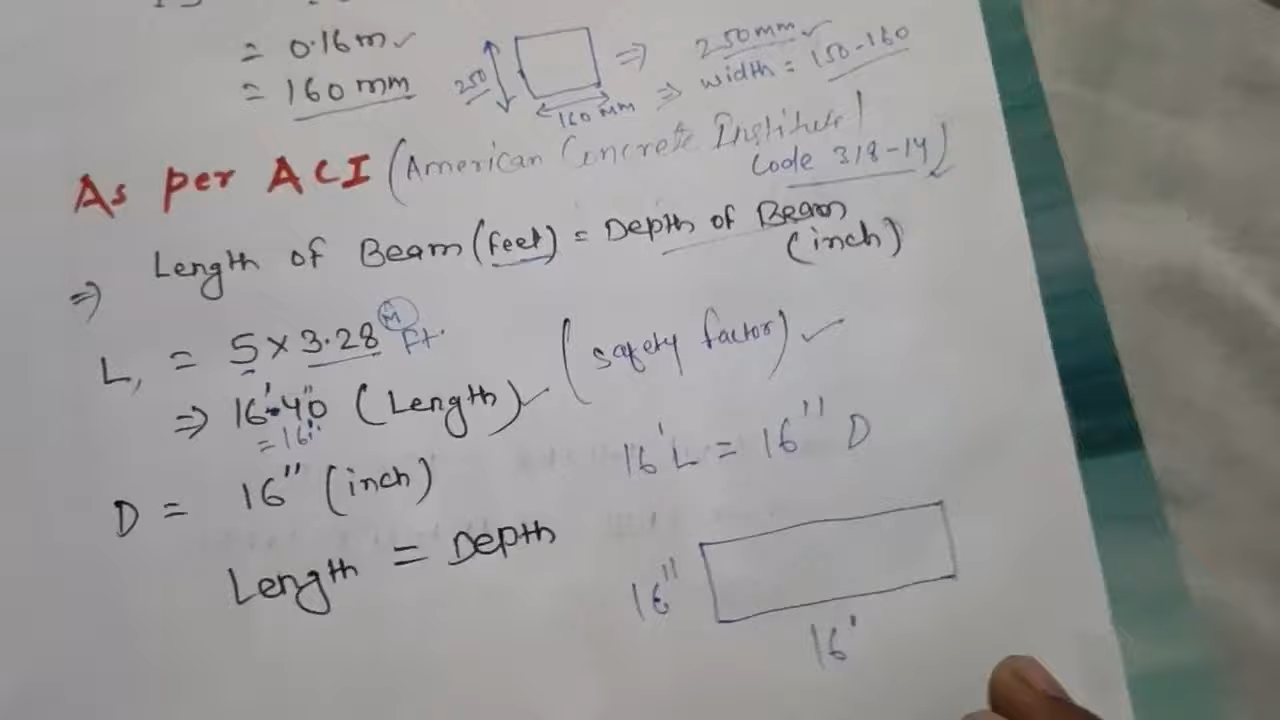 = 0.16m ✓
= 160 mm
250
160 mm
⇒ 250mm ✓
⇒ width = 150-160
As per ACI (American Concrete Institute)
Code 318-14)
⇒ Length of Beam (feet) = Depth of Beam
(inch)
L, = 5 x 3.28 M Ft.
(safety factor) ✓
⇒ 16'.40" (Length) ✓
= 16'
D = 16" (inch)
16' L = 16" D
Length = Depth
16"
16'